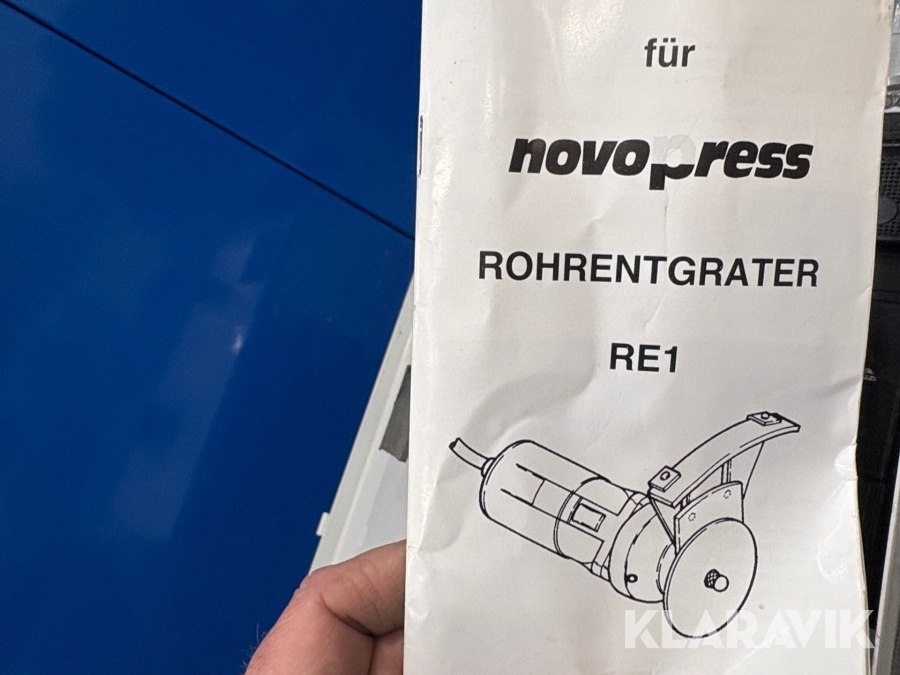 für
novopress
ROHRENTGRATER
RE1
KLARAVIK